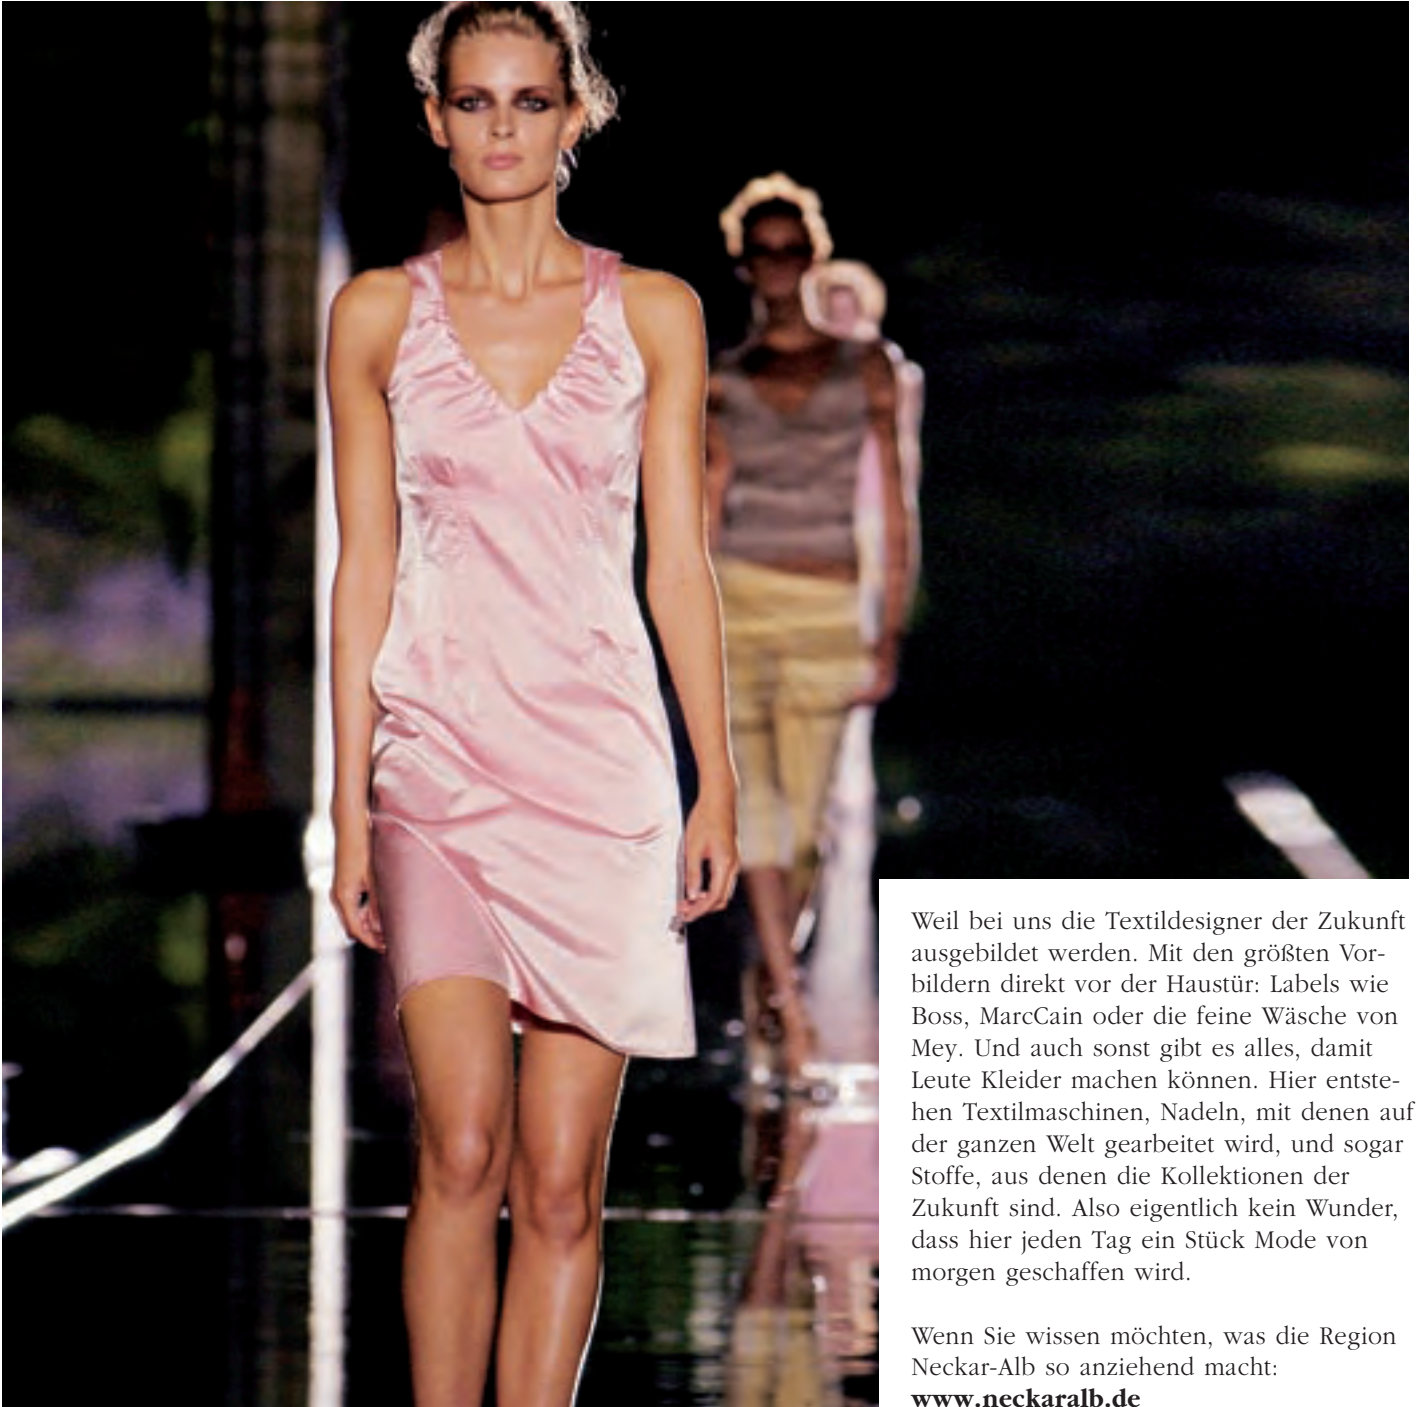 Weil bei uns die Textildesigner der Zukunft
ausgebildet werden. Mit den größten Vor-
bildern direkt vor der Haustür: Labels wie
Boss, MarcCain oder die feine Wäsche von
Mey. Und auch sonst gibt es alles, damit
Leute Kleider machen können. Hier entste-
hen Textilmaschinen, Nadeln, mit denen auf
der ganzen Welt gearbeitet wird, und sogar
Stoffe, aus denen die Kollektionen der
Zukunft sind. Also eigentlich kein Wunder,
dass hier jeden Tag ein Stück Mode von
morgen geschaffen wird.
Wenn Sie wissen möchten, was die Region
Neckar-Alb so anziehend macht:
www.neckaralb.de